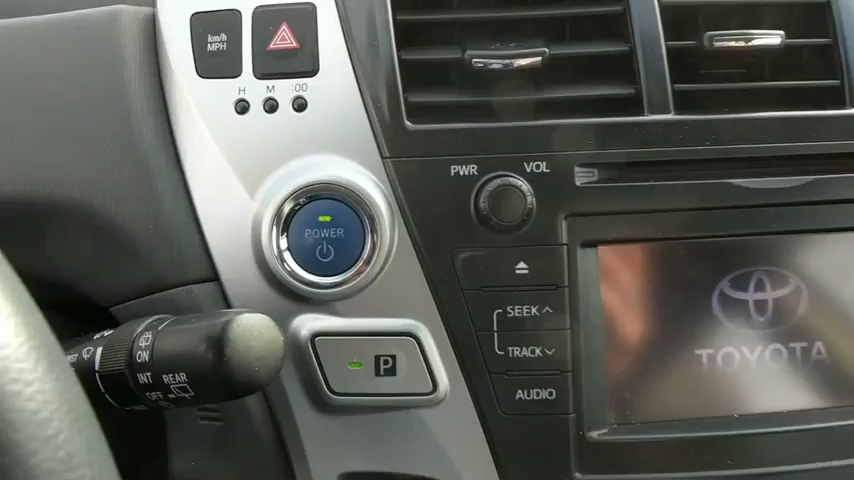 km/h
MPH
H M :00
PWR VOL
POWER
SEEK
TRACK
AUDIO
TOYOTA
P
ON
INT REAR
OFF